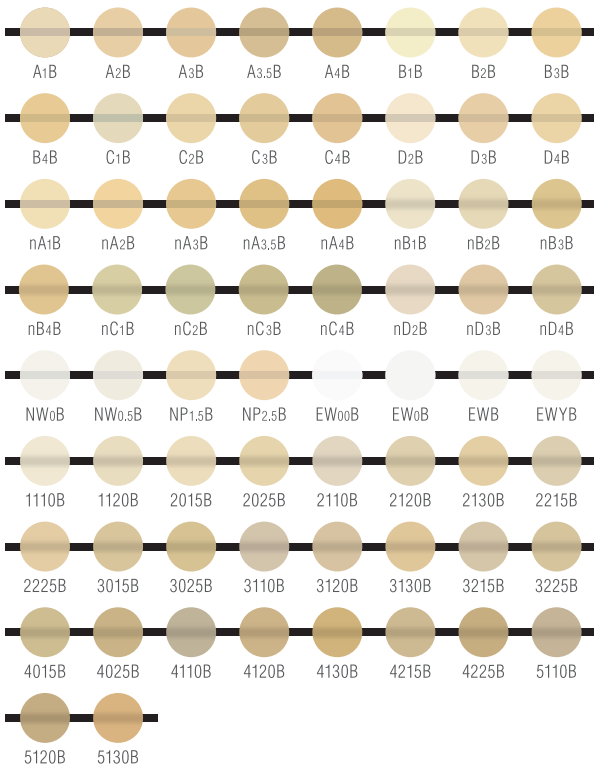 A1B A2B A3B A3.5B A4B B1B B2B B3B
B4B C1B C2B C3B C4B D2B D3B D4B
nA1B nA2B nA3B nA3.5B nA4B nB1B nB2B nB3B
nB4B nC1B nC2B nC3B nC4B nD2B nD3B nD4B
NW0B NW0.5B NP1.5B NP2.5B EW00B EW0B EWB EWYB
1110B 1120B 2015B 2025B 2110B 2120B 2130B 2215B
2225B 3015B 3025B 3110B 3120B 3130B 3215B 3225B
4015B 4025B 4110B 4120B 4130B 4215B 4225B 5110B
5120B 5130B